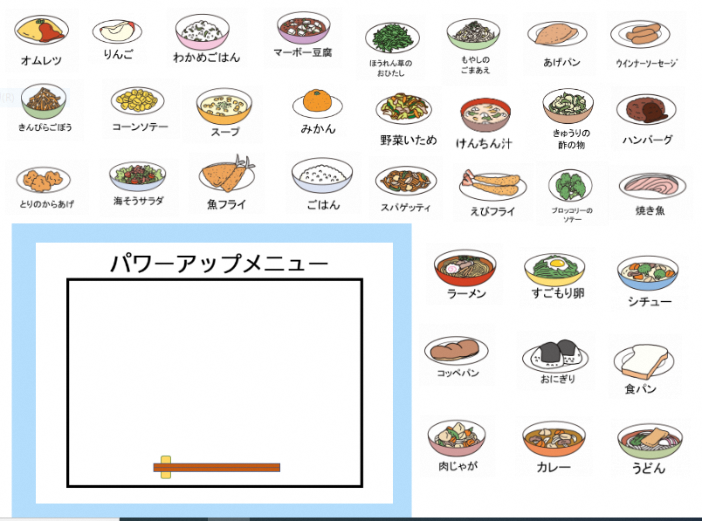 オムレツ
りんご
わかめごはん
マーボー豆腐
ほうれん草の
おひたし
もやしの
ごまあえ
あげパン
ウインナーソーセージ
きんぴらごぼう
コーンソテー
スープ
みかん
野菜いため
けんちん汁
きゅうりの
酢の物
ハンバーグ
とりのからあげ
海そうサラダ
魚フライ
ごはん
スパゲッティ
えびフライ
ブロッコリーの
ソテー
焼き魚
パワーアップメニュー
ラーメン
すごもり卵
シチュー
コッペパン
おにぎり
食パン
肉じゃが
カレー
うどん